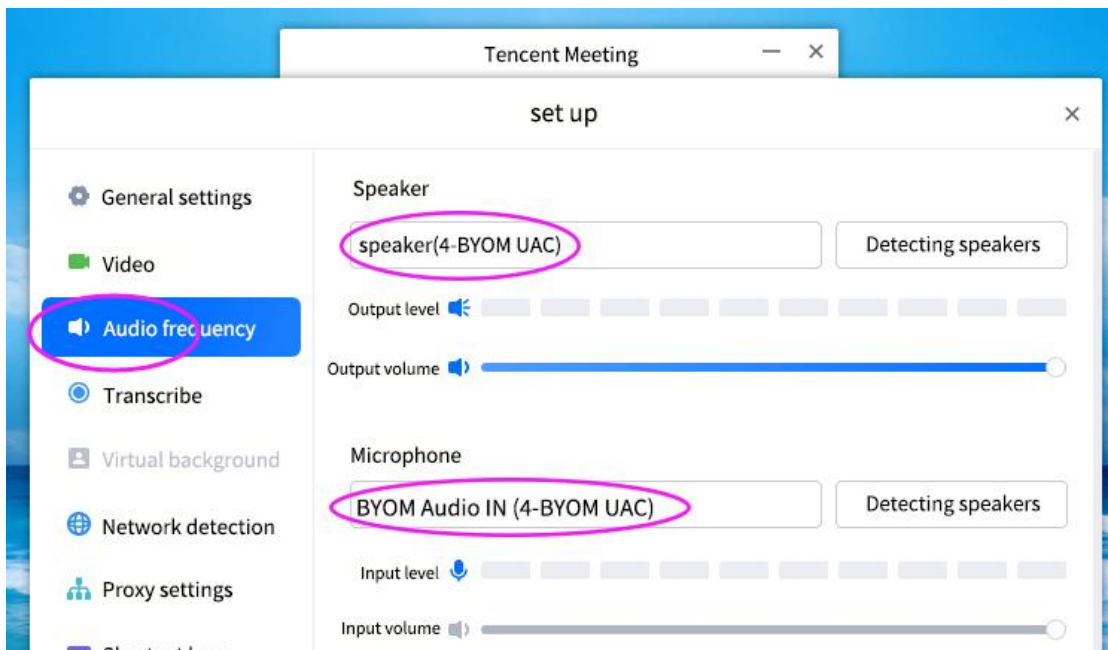 Tencent Meeting
set up
General settings
Video
Audio frequency
Transcribe
Virtual background
Network detection
Proxy settings
Speaker
speaker(4-BYOM UAC)
Detecting speakers
Output level
Output volume
Microphone
BYOM Audio IN (4-BYOM UAC)
Detecting speakers
Input level
Input volume